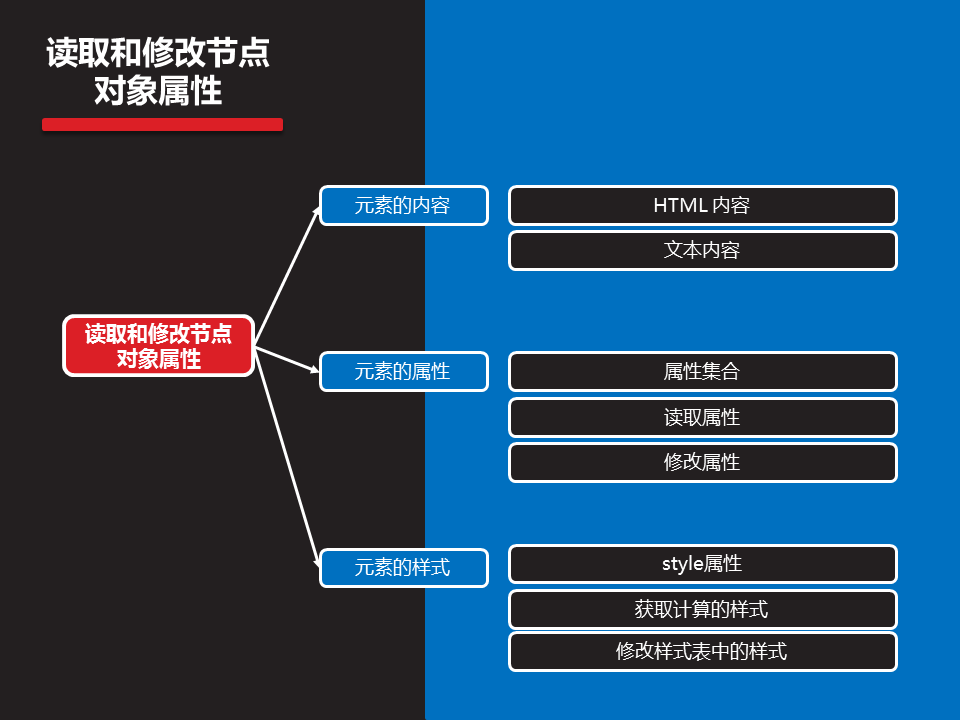 读取和修改节点
对象属性
元素的内容
HTML 内容
文本内容
读取和修改节点
对象属性
元素的属性
属性集合
读取属性
修改属性
元素的样式
style属性
获取计算的样式
修改样式表中的样式